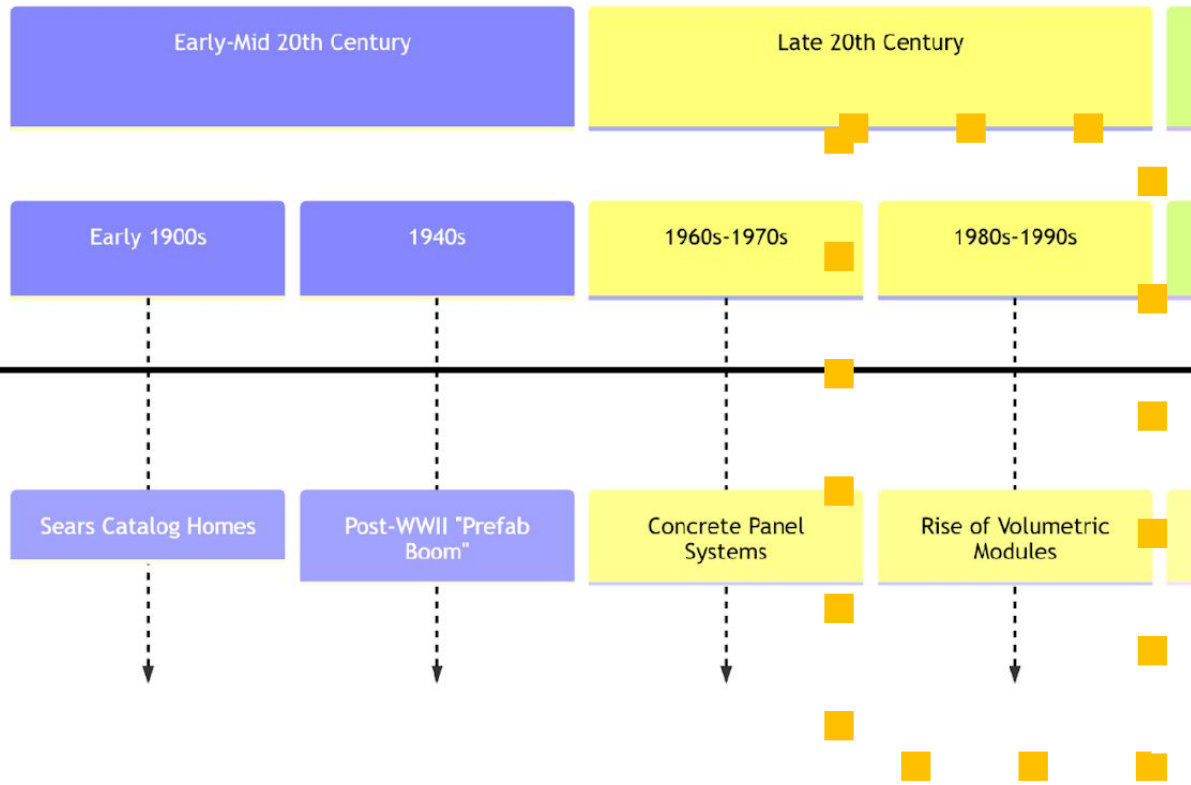 Early-Mid 20th Century
Late 20th Century
Early 1900s
1940s
1960s-1970s
1980s-1990s
Sears Catalog Homes
Post-WWII "Prefab
Boom"
Concrete Panel
Systems
Rise of Volumetric
Modules